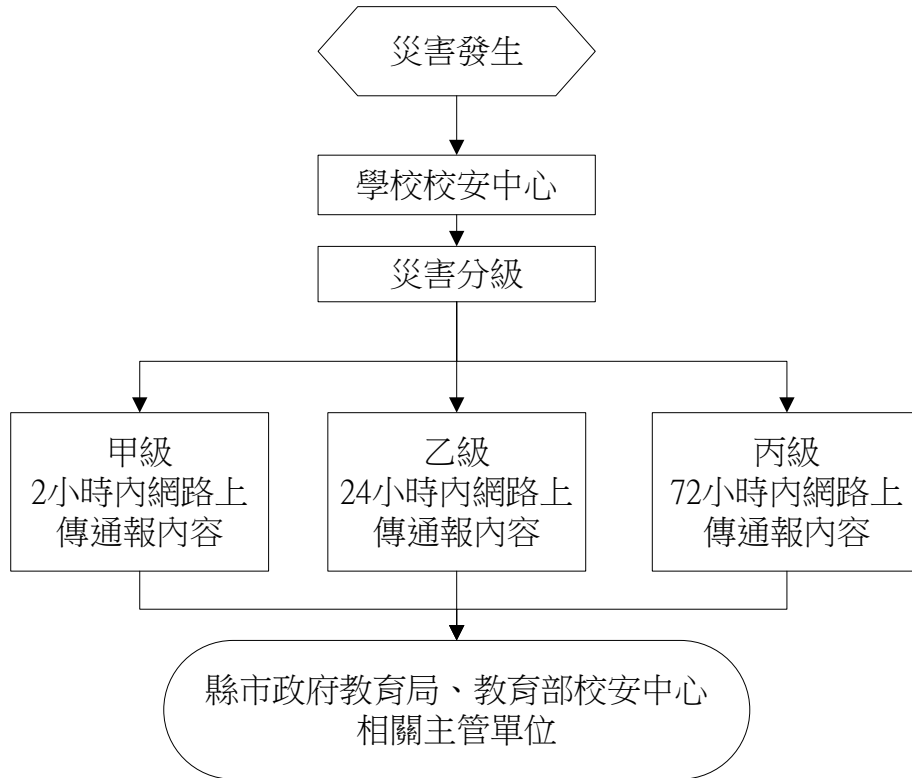 災害發生
學校校安中心
災害分級
甲級
2小時內網路上
傳通報內容
乙級
24小時內網路上
傳通報內容
丙級
72小時內網路上
傳通報內容
縣市政府教育局、教育部校安中心
相關主管單位